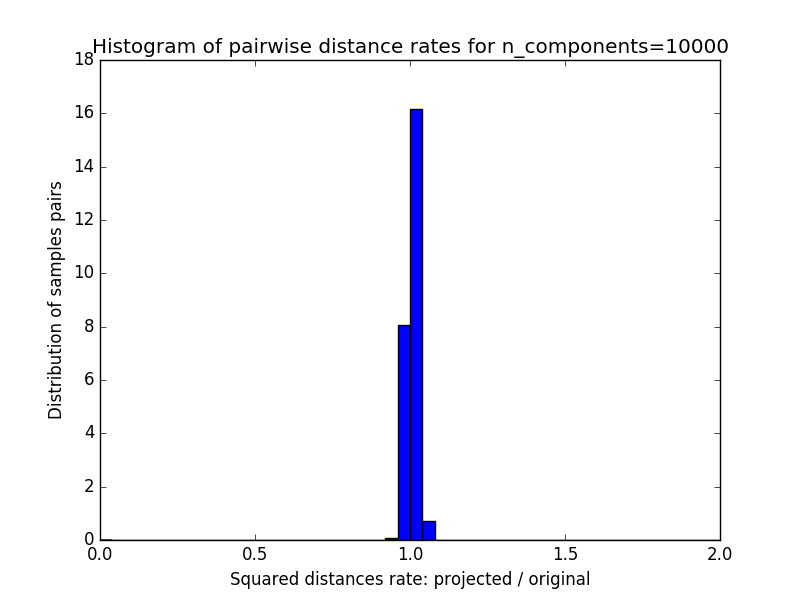 Histogram of pairwise distance rates for n_components=10000
18
16
14
12
10
8
6
4
2
0
Distribution of samples pairs
0.0 0.5 1.0 1.5 2.0
Squared distances rate: projected / original